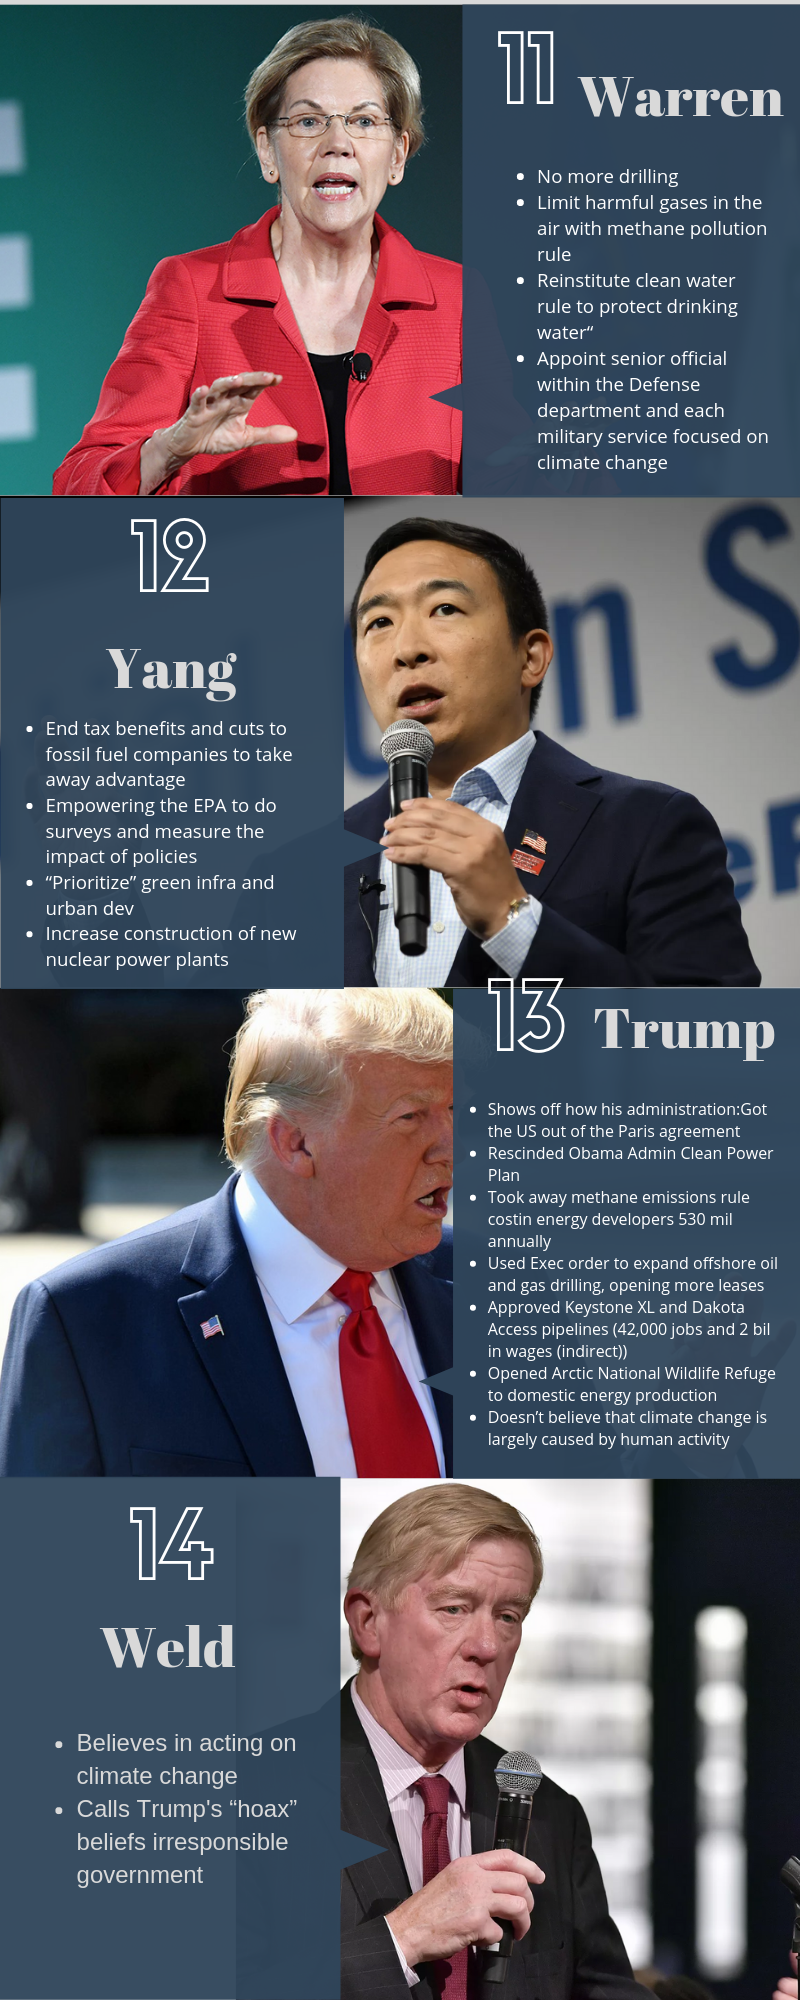 11
Warren
No more drilling
Limit harmful gases in the
air with methane pollution
rule
Reinstitute clean water
rule to protect drinking
water“
Appoint senior official
within the Defense
department and each
military service focused on
climate change
12
Yang
End tax benefits and cuts to
fossil fuel companies to take
away advantage
Empowering the EPA to do
surveys and measure the
impact of policies
“Prioritize” green infra and
urban dev
Increase construction of new
nuclear power plants
13
Trump
Shows off how his administration:Got
the US out of the Paris agreement
Rescinded Obama Admin Clean Power
Plan
Took away methane emissions rule
costin energy developers 530 mil
annually
Used Exec order to expand offshore oil
and gas drilling, opening more leases
Approved Keystone XL and Dakota
Access pipelines (42,000 jobs and 2 bil
in wages (indirect))
Opened Arctic National Wildlife Refuge
to domestic energy production
Doesn’t believe that climate change is
largely caused by human activity
14
Weld
Believes in acting on
climate change
Calls Trump's “hoax”
beliefs irresponsible
government